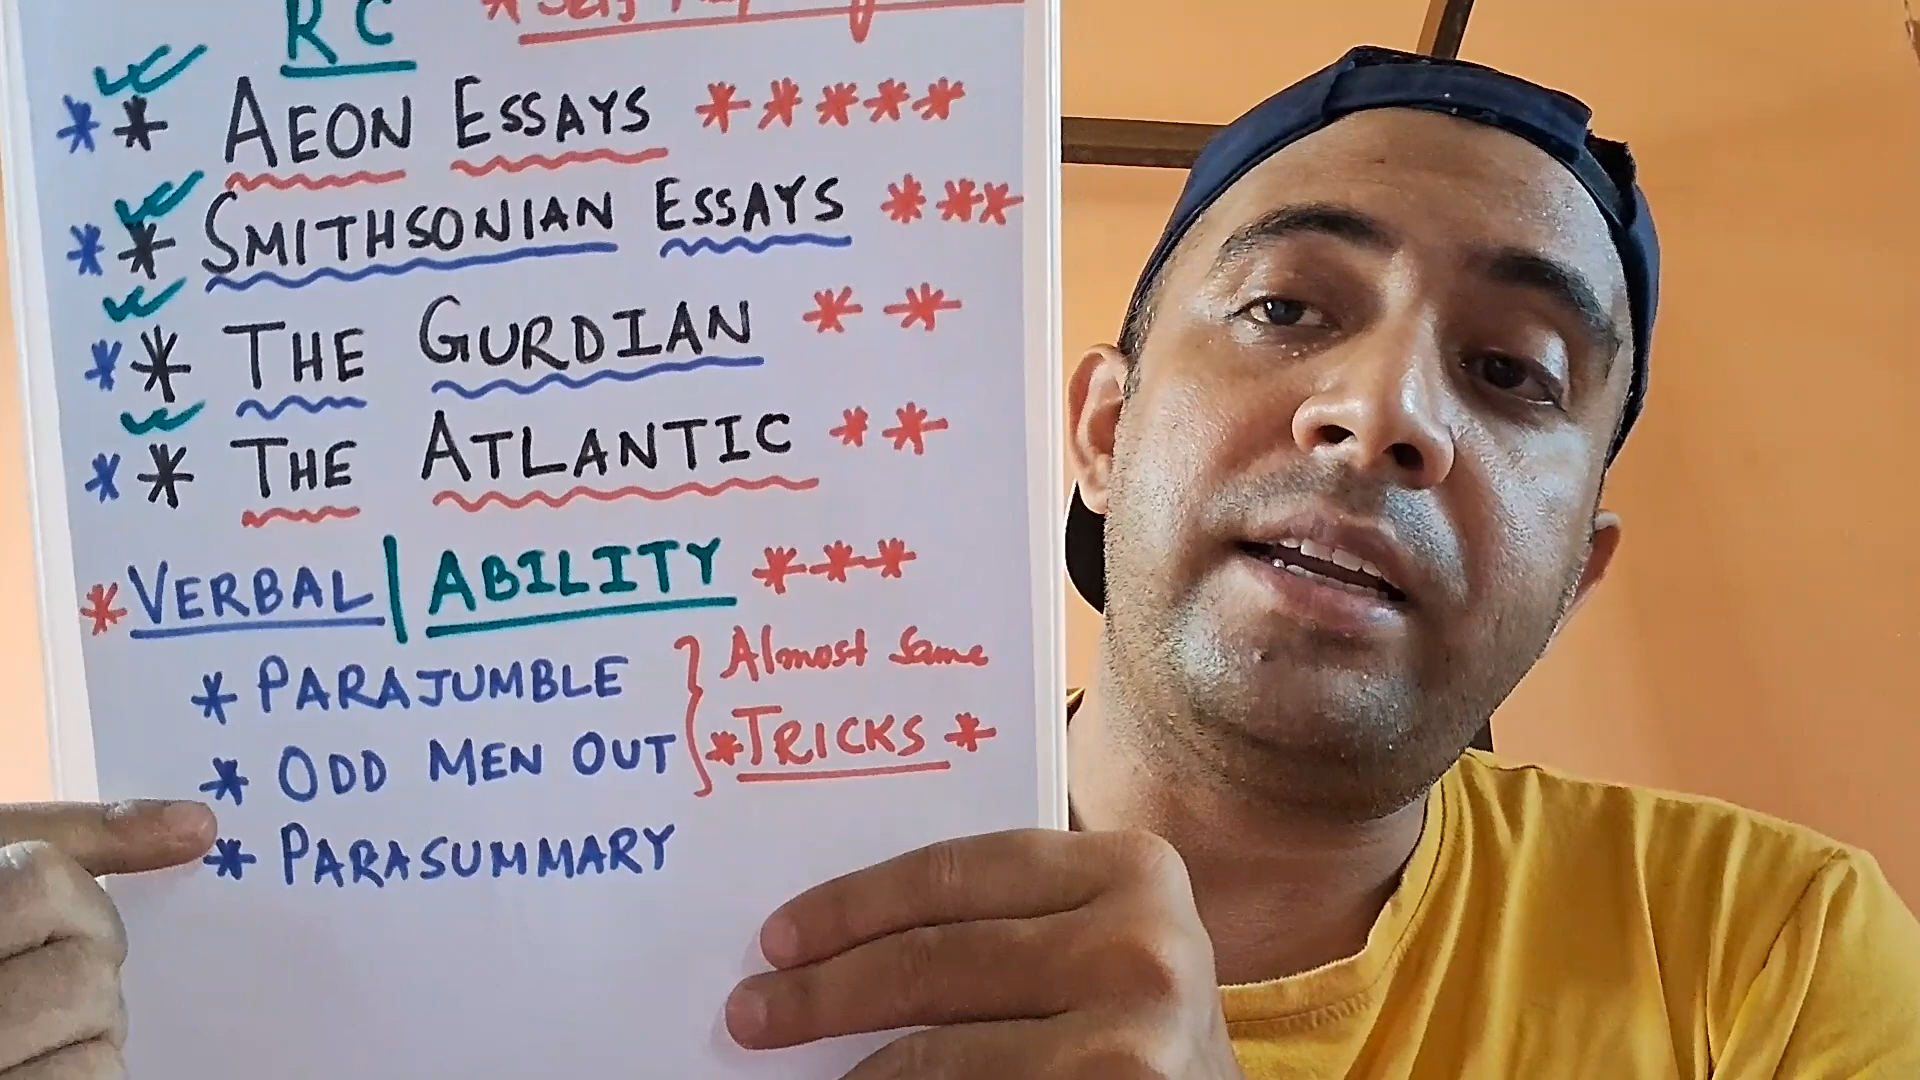 RC
** AEON ESSAYS *****
** SMITHSONIAN ESSAYS ***
** THE GURDIAN **
** THE ATLANTIC **
* VERBAL | ABILITY ***
* PARAJUMBLE } Almost Same
* ODD MEN OUT *TRICKS*
* PARASUMMARY